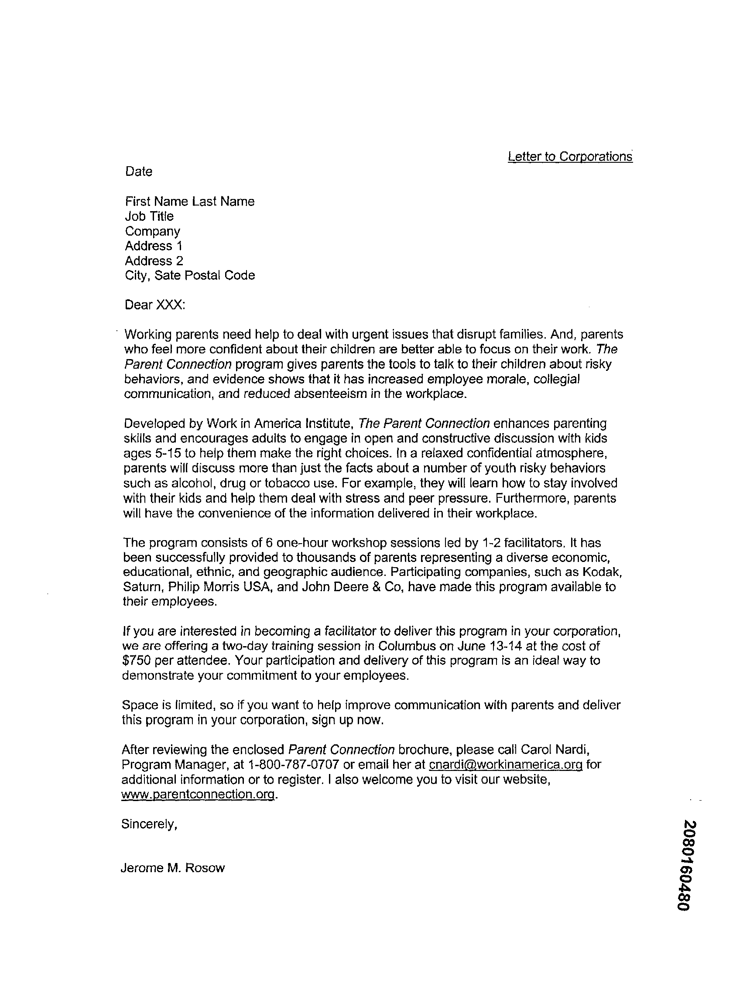 Letter to Corporations
Date
First Name Last Name
Job Title
Company
Address 1
Address 2
City, Sate Postal Code
Dear XXX:
Working parents need help to deal with urgent issues that disrupt families. And, parents
who feel more confident about their children are better able to focus on their work. The
Parent Connection program gives parents the tools to talk to their children about risky
behaviors, and evidence shows that it has increased employee morale, collegial
communication, and reduced absenteeism in the workplace.
Developed by Work in America Institute, The Parent Connection enhances parenting
skills and encourages adults to engage in open and constructive discussion with kids
ages 5-15 to help them make the right choices. In a relaxed confidential atmosphere,
parents will discuss more than just the facts about a number of youth risky behaviors
such as alcohol, drug or tobacco use. For example, they will learn how to stay involved
with their kids and help them deal with stress and peer pressure. Furthermore, parents
will have the convenience of the information delivered in their workplace.
The program consists of 6 one-hour workshop sessions led by 1-2 facilitators. It has
been successfully provided to thousands of parents representing a diverse economic,
educational, ethnic, and geographic audience. Participating companies, such as Kodak,
Saturn, Philip Morris USA, and John Deere & Co, have made this program available to
their employees.
If you are interested in becoming a facilitator to deliver this program in your corporation,
we are offering a two-day training session in Columbus on June 13-14 at the cost of
$750 per attendee. Your participation and delivery of this program is an ideal way to
demonstrate your commitment to your employees.
Space is limited, so if you want to help improve communication with parents and deliver
this program in your corporation, sign up now.
After reviewing the enclosed Parent Connection brochure, please call Carol Nardi,
Program Manager, at 1-800-787-0707 or email her at cnardi@workinamerica.org for
additional information or to register. I also welcome you to visit our website,
www.parentconnection.org.
Sincerely,
Jerome M. Rosow
2080160480